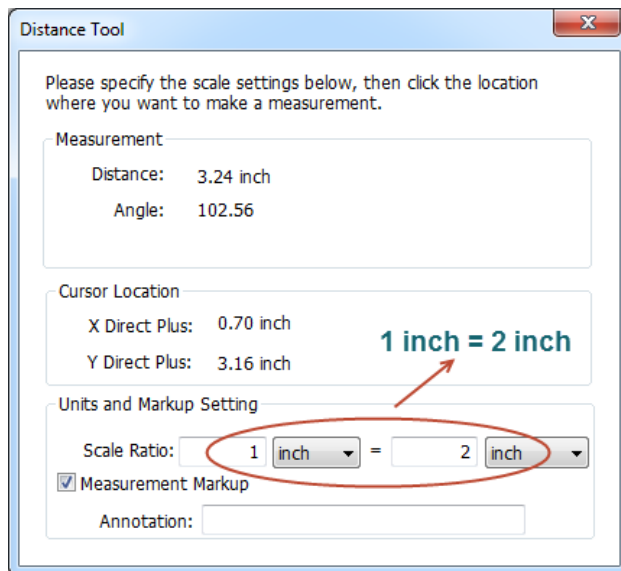 Distance Tool
Please specify the scale settings below, then click the location
where you want to make a measurement.
Measurement
Distance: 3.24 inch
Angle: 102.56
Cursor Location
X Direct Plus: 0.70 inch
Y Direct Plus: 3.16 inch
1 inch = 2 inch
Units and Markup Setting
Scale Ratio: 1 inch = 2 inch
Measurement Markup
Annotation: